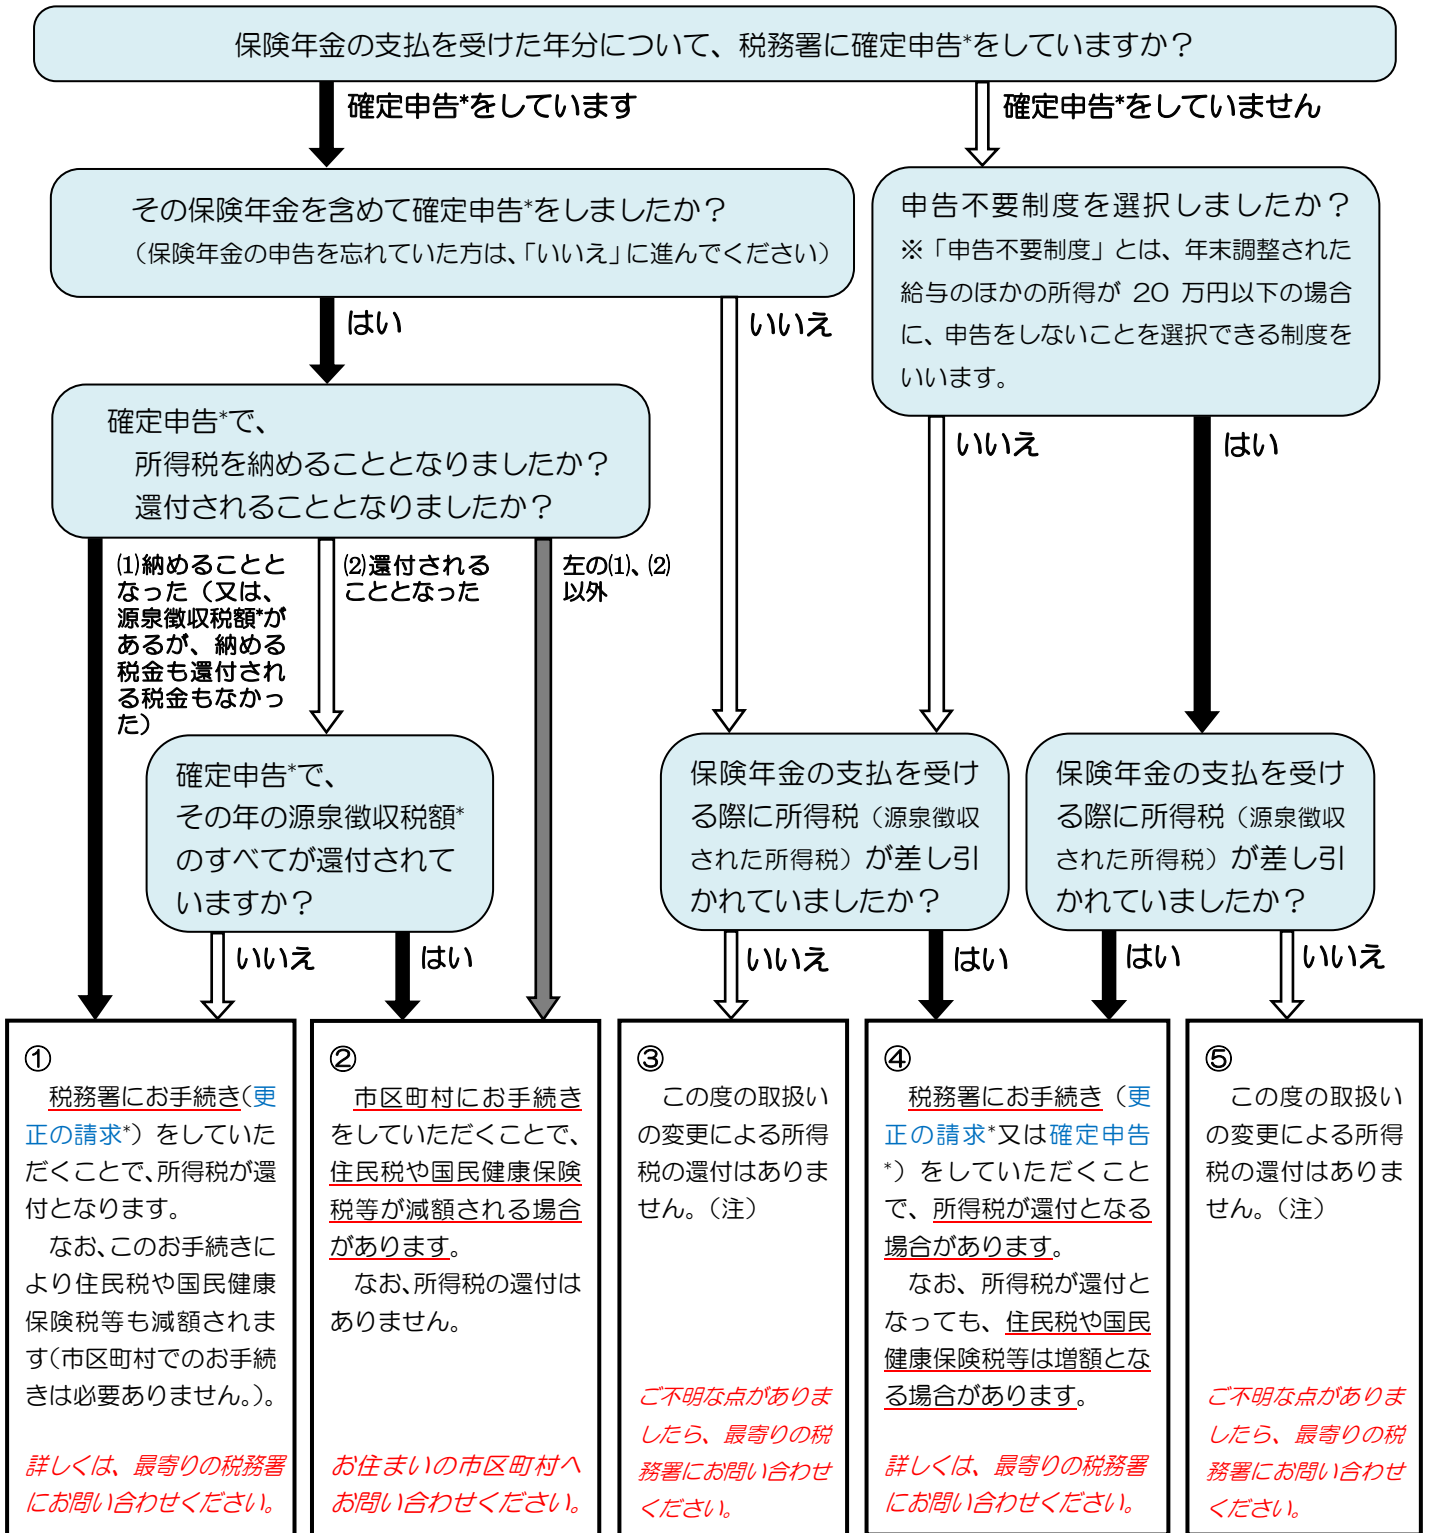 保険年金の支払を受けた年分について、税務署に確定申告*をしていますか？
確定申告*をしています
確定申告*をしていません
その保険年金を含めて確定申告*をしましたか？
（保険年金の申告を忘れていた方は、「いいえ」に進んでください）
申告不要制度を選択しましたか？
※「申告不要制度」とは、年末調整された
給与のほかの所得が 20 万円以下の場合
に、申告をしないことを選択できる制度を
いいます。
はい
いいえ
確定申告*で、
所得税を納めることとなりましたか？
還付されることとなりましたか？
いいえ
はい
⑴納めることと
なった（又は、
源泉徴収税額*が
あるが、納める
税金も還付され
る税金もなかっ
た）
⑵還付される
こととなった
左の⑴、⑵
以外
確定申告*で、
その年の源泉徴収税額*
のすべてが還付されて
いますか？
保険年金の支払を受け
る際に所得税（源泉徴収
された所得税）が差し引
かれていましたか？
保険年金の支払を受け
る際に所得税（源泉徴収
された所得税）が差し引
かれていましたか？
いいえ
はい
いいえ
はい
はい
いいえ
①
税務署にお手続き（更
正の請求*）をしていた
だくことで、所得税が還
付となります。
なお、このお手続きに
より住民税や国民健康
保険税等も減額されま
す（市区町村でのお手続
きは必要ありません。）。
詳しくは、最寄りの税務署
にお問い合わせください。
②
市区町村にお手続き
をしていただくことで、
住民税や国民健康保険
税等が減額される場合
があります。
なお、所得税の還付は
ありません。
お住まいの市区町村へ
お問い合わせください。
③
この度の取扱い
の変更による所得
税の還付はありま
せん。（注）
ご不明な点がありま
したら、最寄りの税
務署にお問い合わせ
ください。
④
税務署にお手続き（更
正の請求*又は確定申告
*）をしていただくこと
で、所得税が還付となる
場合があります。
なお、所得税が還付と
なっても、住民税や国民
健康保険税等は増額とな
る場合があります。
詳しくは、最寄りの税務署
にお問い合わせください。
⑤
この度の取扱い
の変更による所得
税の還付はありま
せん。（注）
ご不明な点がありま
したら、最寄りの税
務署にお問い合わせ
ください。